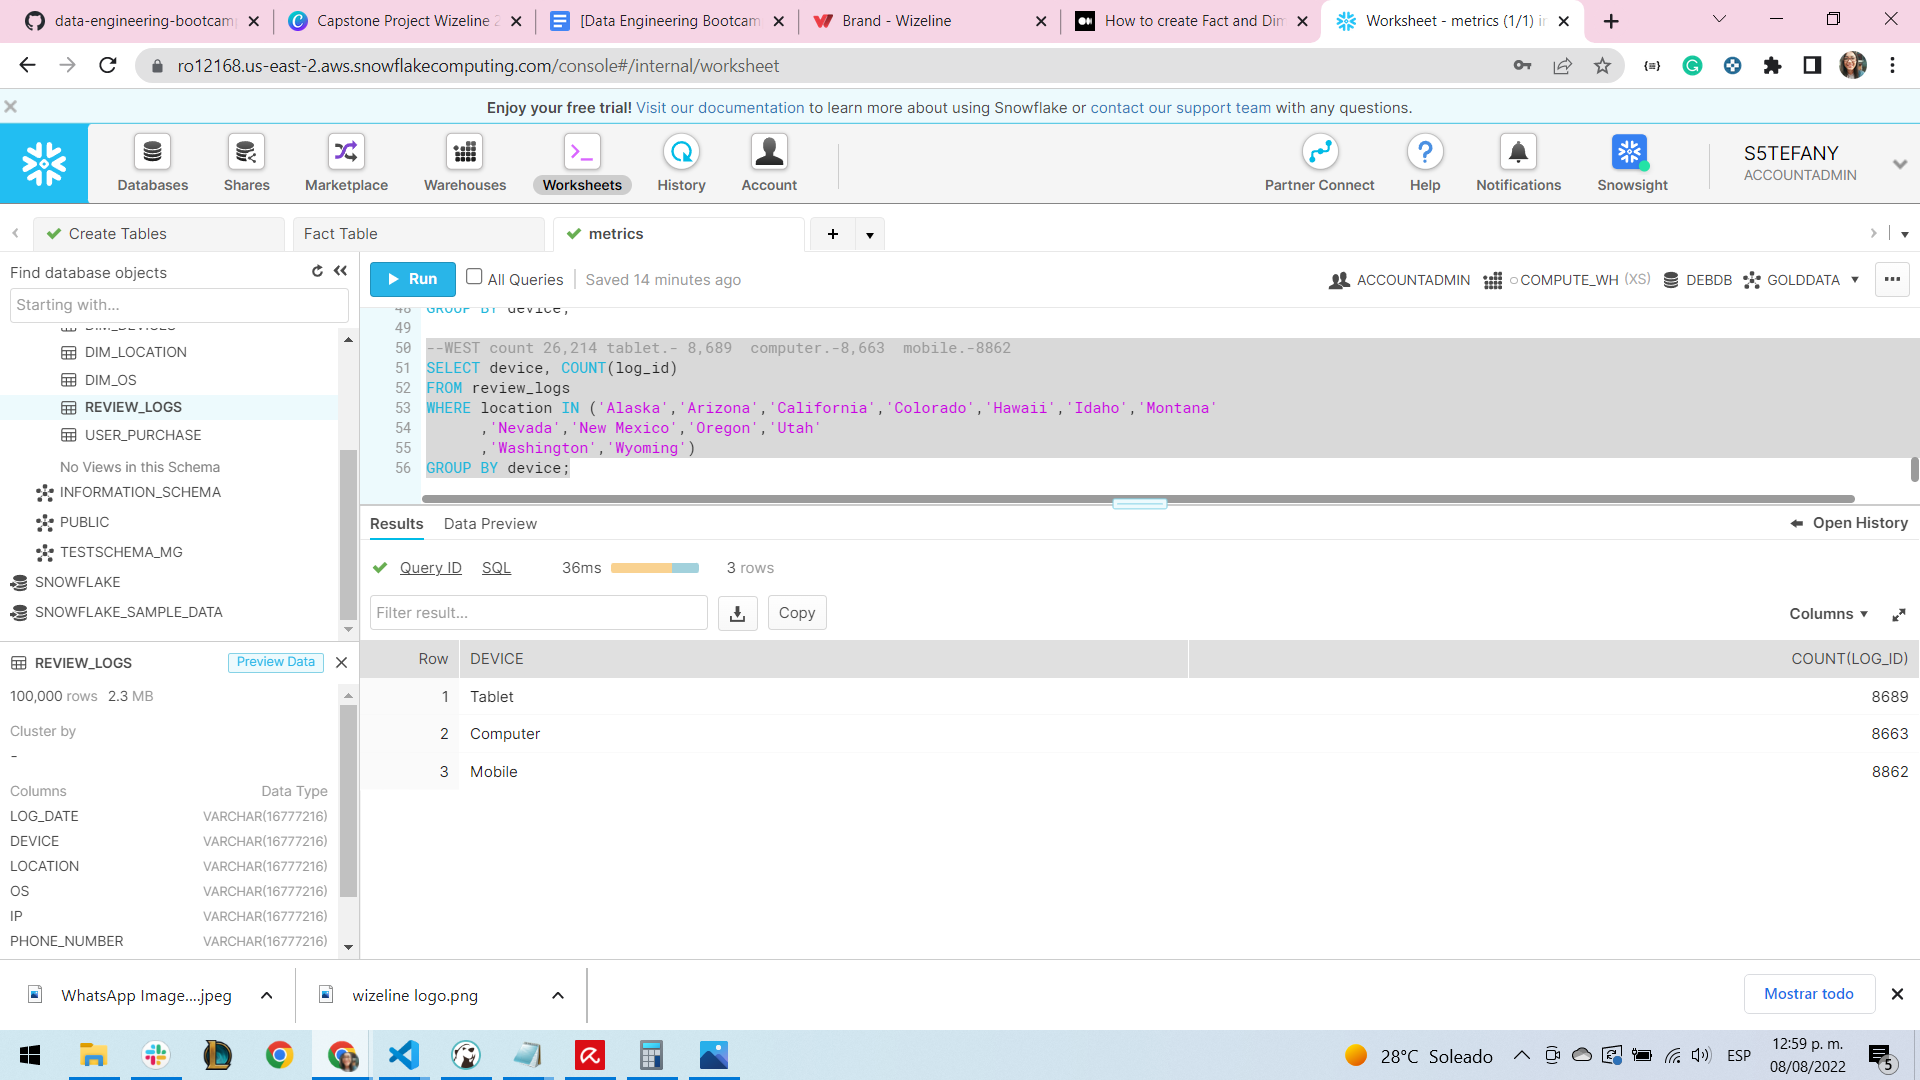 data-engineering-bootcam
Capstone Project Wizeline 2
[Data Engineering Bootcam
Brand - Wizeline
How to create Fact and Dim
Worksheet - metrics (1/1) in
ro12168.us-east-2.aws.snowflakecomputing.com/console#/internal/worksheet
Enjoy your free trial! Visit our documentation to learn more about using Snowflake or contact our support team with any questions.
Databases
Shares
Marketplace
Warehouses
Worksheets
History
Account
Partner Connect
Help
Notifications
Snowsight
S5TEFANY
ACCOUNTADMIN
Create Tables
Fact Table
metrics
Find database objects
Starting with...
DIM_DEVICES
DIM_LOCATION
DIM_OS
REVIEW_LOGS
USER_PURCHASE
No Views in this Schema
INFORMATION_SCHEMA
PUBLIC
TESTSCHEMA_MG
SNOWFLAKE
SNOWFLAKE_SAMPLE_DATA
Run
All Queries
Saved 14 minutes ago
ACCOUNTADMIN
COMPUTE_WH (XS)
DEBDB
GOLDDATA
48 GROUP BY device;
49
50 --WEST count 26,214 tablet.- 8,689  computer.-8,663  mobile.-8862
51 SELECT device, COUNT(log_id)
52 FROM review_logs
53 WHERE location IN ('Alaska','Arizona','California','Colorado','Hawaii','Idaho','Montana'
54 ,'Nevada','New Mexico','Oregon','Utah'
55 ,'Washington','Wyoming')
56 GROUP BY device;
Results
Data Preview
Open History
Query ID
SQL
36ms
3 rows
Filter result...
Copy
Columns
Row DEVICE COUNT(LOG_ID)
1 Tablet 8689
2 Computer 8663
3 Mobile 8862
REVIEW_LOGS
Preview Data
100,000 rows 2.3 MB
Cluster by
-
Columns Data Type
LOG_DATE VARCHAR(16777216)
DEVICE VARCHAR(16777216)
LOCATION VARCHAR(16777216)
OS VARCHAR(16777216)
IP VARCHAR(16777216)
PHONE_NUMBER VARCHAR(16777216)
WhatsApp Image....jpeg
wizeline logo.png
Mostrar todo
28°C Soleado
ESP
12:59 p. m.
08/08/2022
5